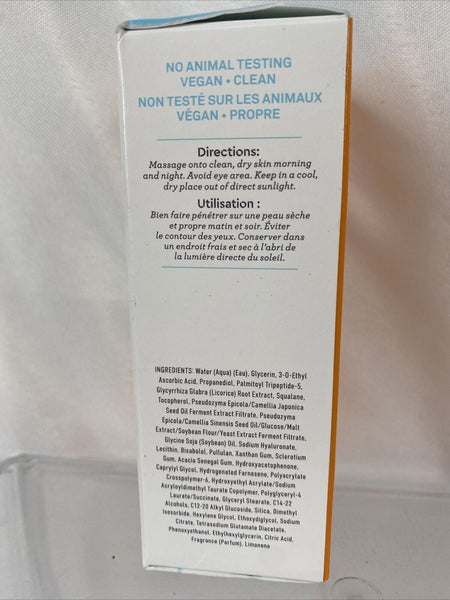 NO ANIMAL TESTING
VEGAN • CLEAN
NON TESTÉ SUR LES ANIMAUX
VÉGAN • PROPRE
Directions:
Massage onto clean, dry skin morning
and night. Avoid eye area. Keep in a cool,
dry place out of direct sunlight.
Utilisation :
Bien faire pénétrer sur une peau sèche
et propre matin et soir. Éviter
le contour des yeux. Conserver dans
un endroit frais et sec à l'abri de
la lumière directe du soleil.
INGREDIENTS: Water (Aqua) (Eau), Glycerin, 3-O-Ethyl
Ascorbic Acid, Propanediol, Palmitoyl Tripeptide-5,
Glycyrrhiza Glabra (Licorice) Root Extract, Squalane,
Tocopherol, Pseudozyma Epicola/Camellia Japonica
Seed Oil Ferment Extract Filtrate, Pseudozyma
Epicola/Camellia Sinensis Seed Oil/Glucose/Malt
Extract/Soybean Flour/Yeast Extract Ferment Filtrate,
Glycine Soja (Soybean) Oil, Sodium Hyaluronate,
Lecithin, Bisabolol, Pullulan, Xanthan Gum, Sclerotium
Gum, Acacia Senegal Gum, Hydroxyacetophenone,
Caprylyl Glycol, Hydrogenated Farnesene, Polyacrylate
Crosspolymer-6, Hydroxyethyl Acrylate/Sodium
Acryloyldimethyl Taurate Copolymer, Polyglyceryl-4
Laurate/Succinate, Glyceryl Stearate, C14-22
Alcohols, C12-20 Alkyl Glucoside, Silica, Dimethyl
Isosorbide, Hexylene Glycol, Ethoxydiglycol, Sodium
Citrate, Tetrasodium Glutamate Diacetate,
Phenoxyethanol, Ethylhexylglycerin, Citric Acid,
Fragrance (Parfum), Limonene